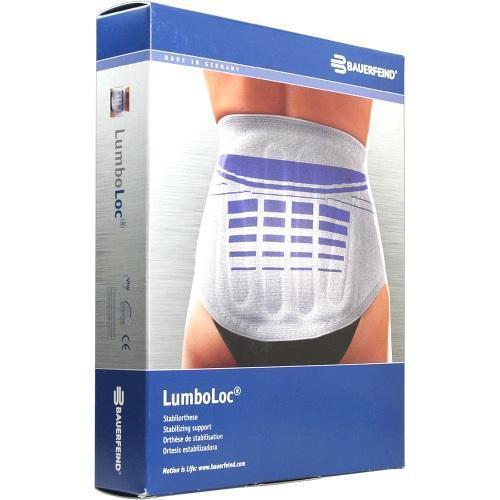 MADE IN GERMANY
BAUERFEIND®
LumboLoc®
CE
BAUERFEIND®
LumboLoc®
Stabilorthese
Stabilizing support
Orthèse de stabilisation
Ortesis estabilizadora
Motion is Life: www.bauerfeind.com